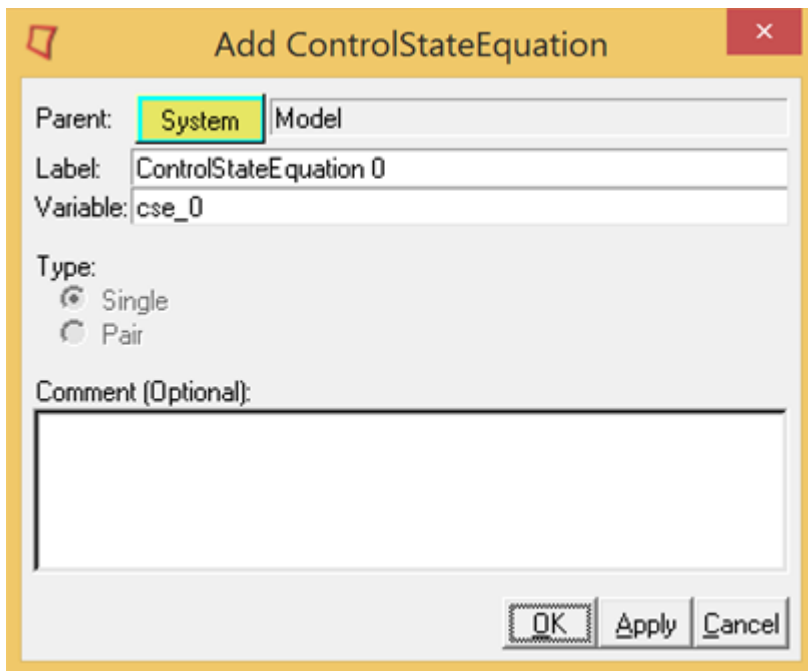 Add ControlStateEquation
Parent: System Model
Label: ControlStateEquation 0
Variable: cse_0
Type:
Single
Pair
Comment (Optional):
OK Apply Cancel